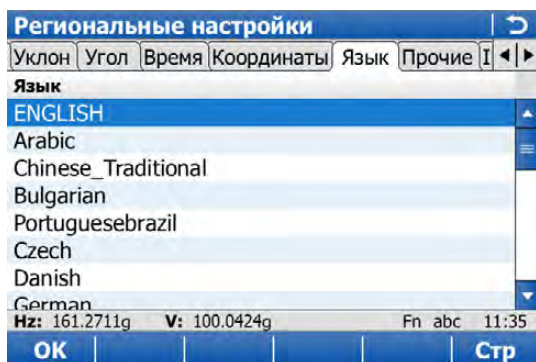 Региональные настройки
Уклон Угол Время Координаты Язык Прочие
Язык
ENGLISH
Arabic
Chinese_Traditional
Bulgarian
Portuguesebrazil
Czech
Danish
German
Hz: 161.2711g V: 100.0424g Fn abc 11:35
OK Стр